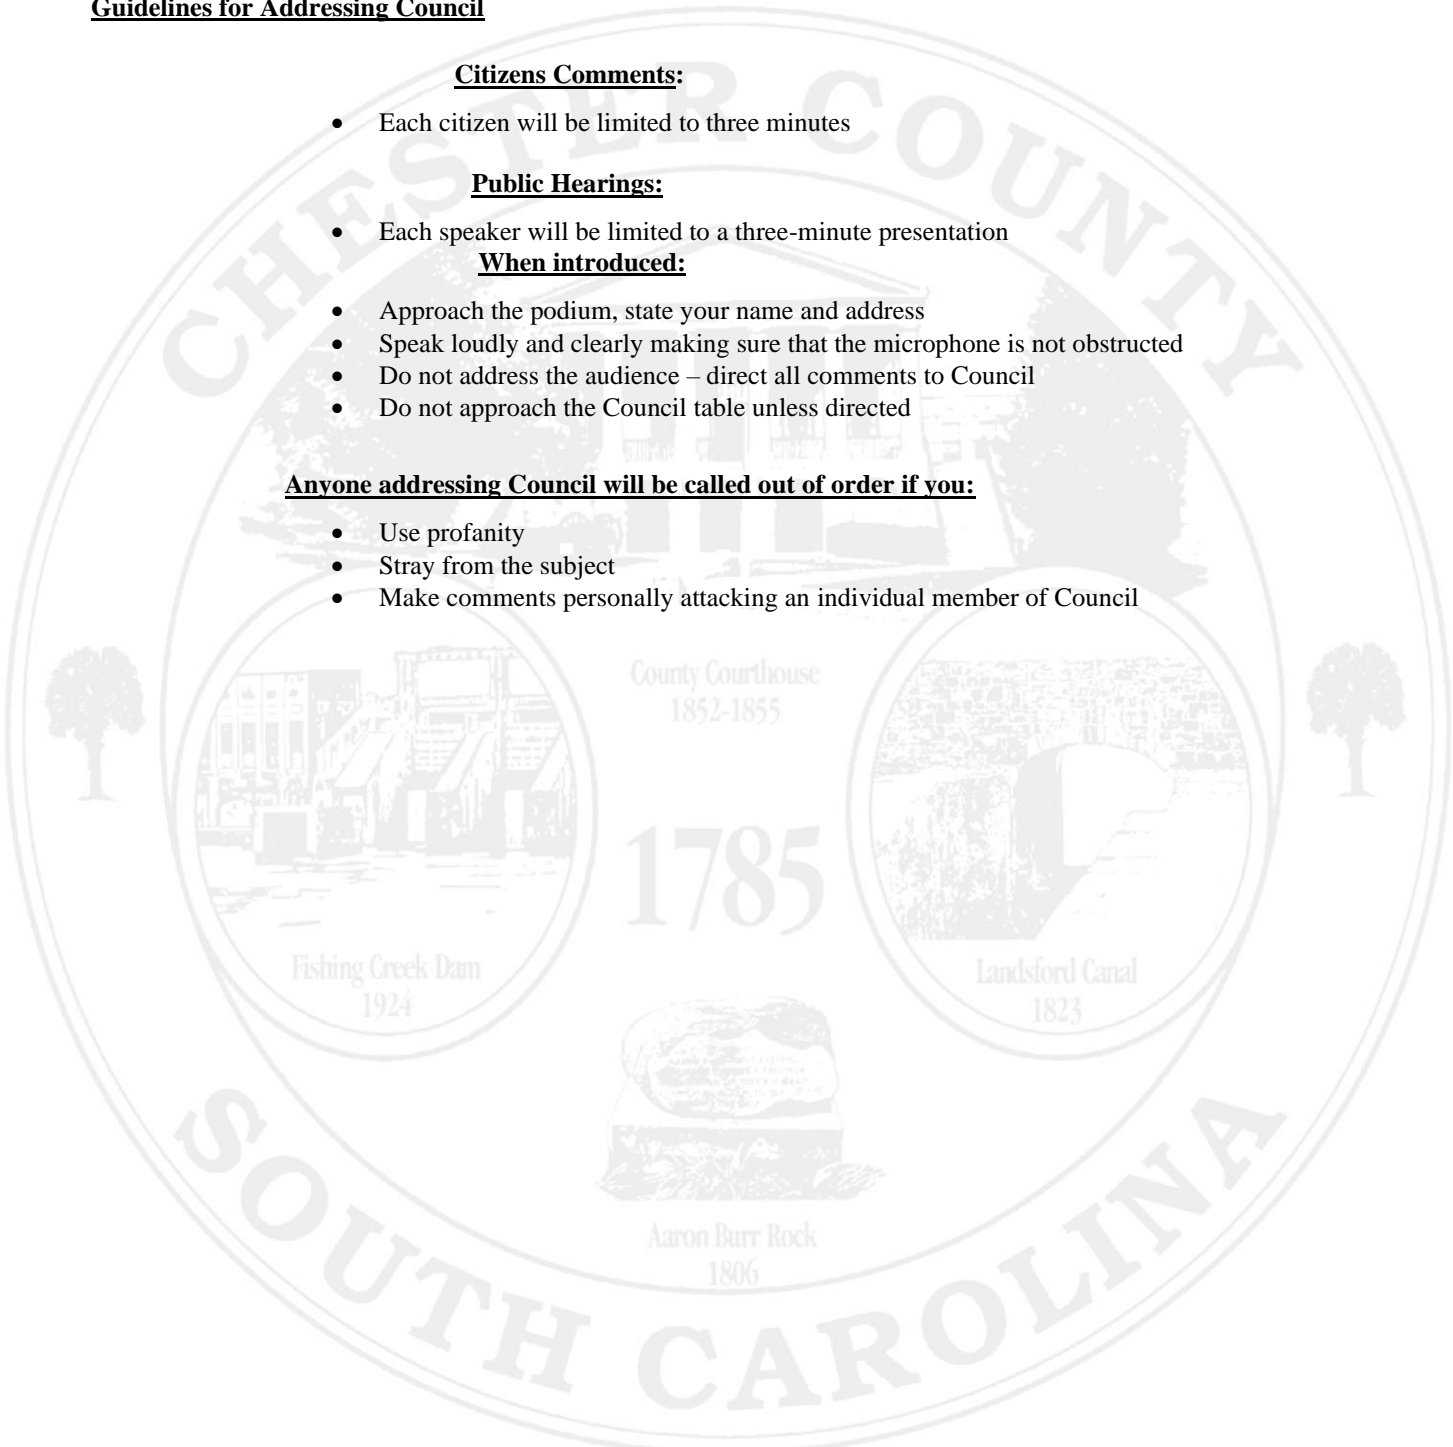 Guidelines for Addressing Council
Citizens Comments:
• Each citizen will be limited to three minutes
Public Hearings:
• Each speaker will be limited to a three-minute presentation
When introduced:
• Approach the podium, state your name and address
• Speak loudly and clearly making sure that the microphone is not obstructed
• Do not address the audience – direct all comments to Council
• Do not approach the Council table unless directed
Anyone addressing Council will be called out of order if you:
• Use profanity
• Stray from the subject
• Make comments personally attacking an individual member of Council
CHESTER COUNTY
County Courthouse
1852-1855
1785
Fishing Creek Dam
1924
Landsford Canal
1823
Aaron Burr Rock
1806
SOUTH CAROLINA